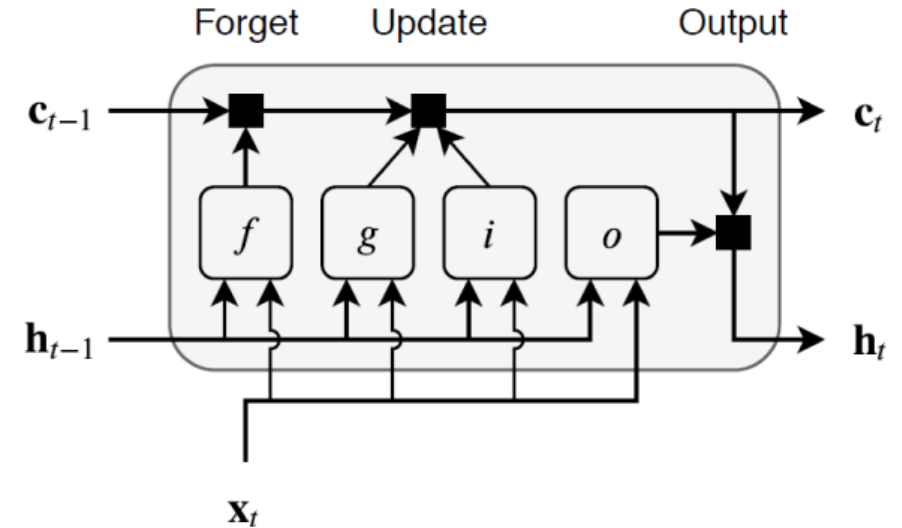 Forget Update Output
c_{t−1} c_t
f g i o
h_{t−1} h_t
x_t